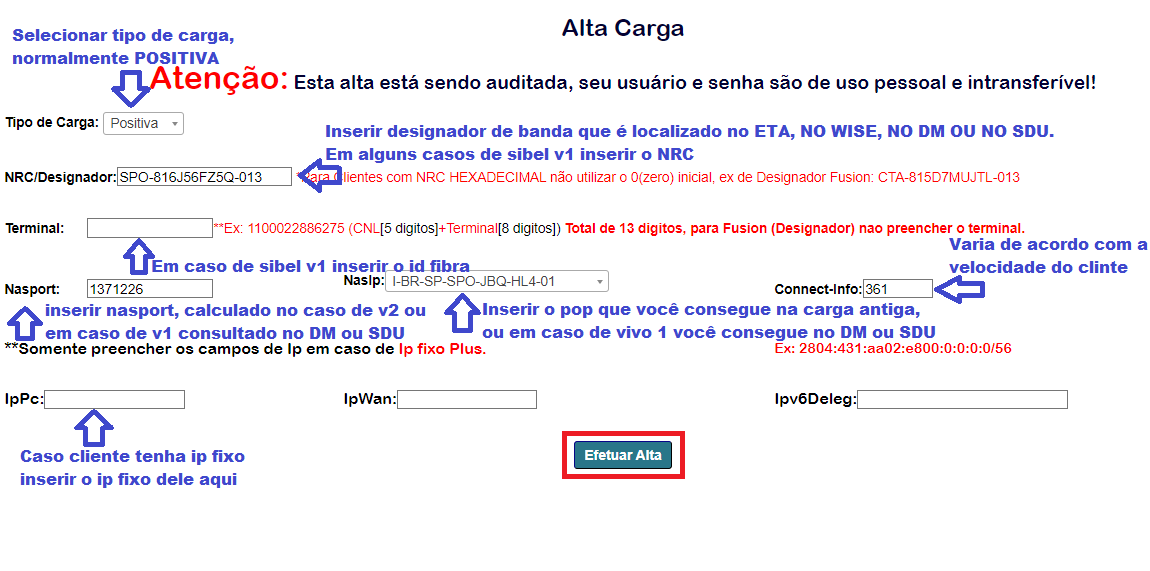 Alta Carga
Selecionar tipo de carga,
normalmente POSITIVA
Atenção: Esta alta está sendo auditada, seu usuário e senha são de uso pessoal e intransferível!
Tipo de Carga: Positiva
Inserir designador de banda que é localizado no ETA, NO WISE, NO DM OU NO SDU.
Em alguns casos de sibel v1 inserir o NRC
NRC/Designador: SPO-816J56FZ5Q-013 Para Clientes com NRC HEXADECIMAL não utilizar o 0(zero) inicial, ex de Designador Fusion: CTA-815D7MUJTL-013
Terminal: **Ex: 1100022886275 (CNL[5 digitos]+Terminal[8 digitos]) Total de 13 digitos, para Fusion (Designador) nao preencher o terminal.
Em caso de sibel v1 inserir o id fibra
Varia de acordo com a
velocidade do clinte
Nasport: 1371226 NasIp: I-BR-SP-SPO-JBQ-HL4-01 Connect-Info: 361
inserir nasport, calculado no caso de v2 ou
em caso de v1 consultado no DM ou SDU
Inserir o pop que você consegue na carga antiga,
ou em caso de vivo 1 você consegue no DM ou SDU
**Somente preencher os campos de Ip em caso de Ip fixo Plus. Ex: 2804:431:aa02:e800:0:0:0:0/56
IpPc: IpWan: Ipv6Deleg:
Caso cliente tenha ip fixo
inserir o ip fixo dele aqui
Efetuar Alta